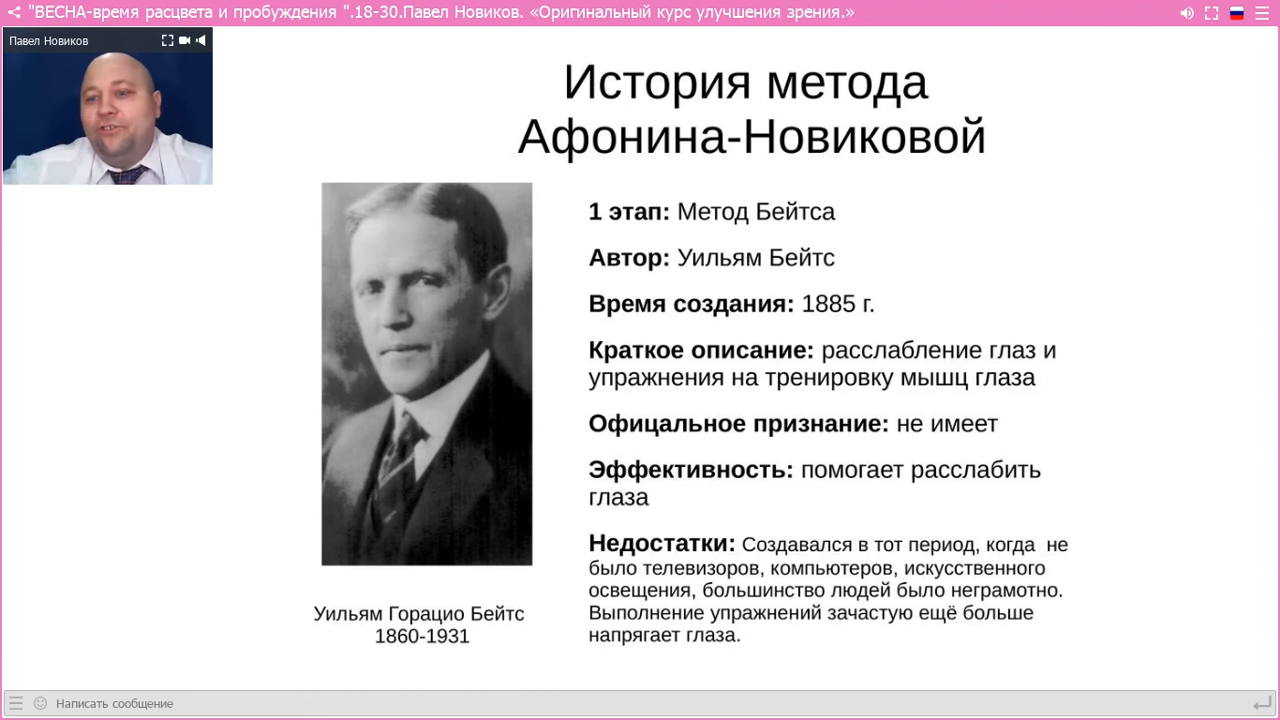 "ВЕСНА-время расцвета и пробуждения ".18-30.Павел Новиков. «Оригинальный курс улучшения зрения.»
Павел Новиков
История метода
Афонина-Новиковой
1 этап: Метод Бейтса
Автор: Уильям Бейтс
Время создания: 1885 г.
Краткое описание: расслабление глаз и
упражнения на тренировку мышц глаза
Офицальное признание: не имеет
Эффективность: помогает расслабить
глаза
Недостатки: Создавался в тот период, когда  не
было телевизоров, компьютеров, искусственного
освещения, большинство людей было неграмотно.
Выполнение упражнений зачастую ещё больше
напрягает глаза.
Уильям Горацио Бейтс
1860-1931
Написать сообщение